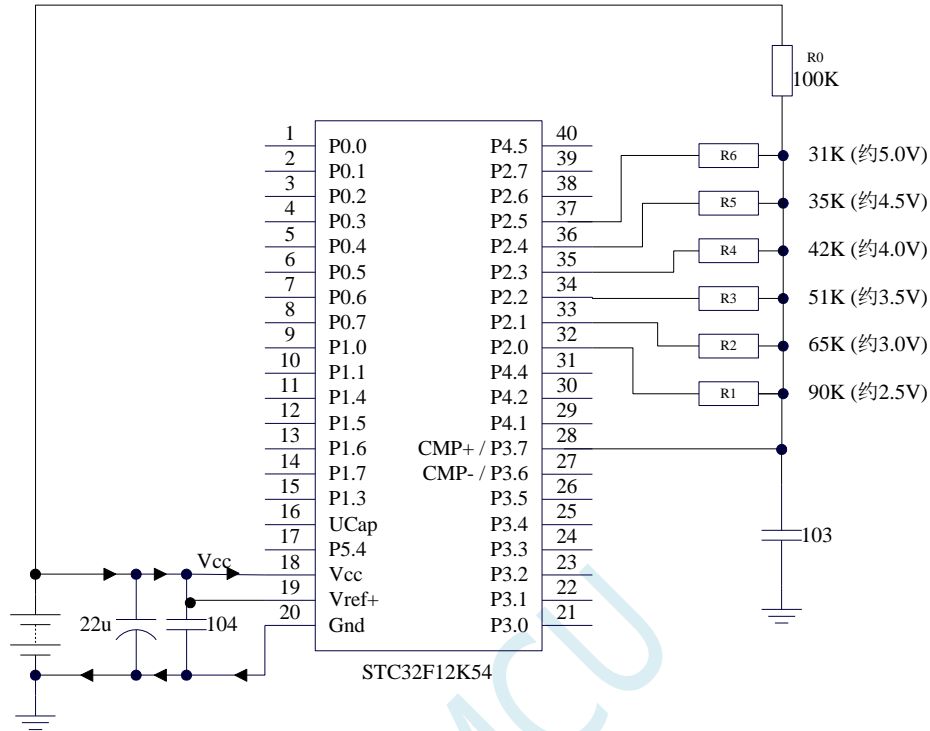 R0
100K
1 P0.0 P4.5 40
2 P0.1 P2.7 39
3 P0.2 P2.6 38
4 P0.3 P2.5 37
5 P0.4 P2.4 36
6 P0.5 P2.3 35
7 P0.6 P2.2 34
8 P0.7 P2.1 33
9 P1.0 P2.0 32
10 P1.1 P4.4 31
11 P1.4 P4.2 30
12 P1.5 P4.1 29
13 P1.6 CMP+ / P3.7 28
14 P1.7 CMP- / P3.6 27
15 P1.3 P3.5 26
16 UCap P3.4 25
17 P5.4 P3.3 24
18 Vcc P3.2 23
19 Vref+ P3.1 22
20 Gnd P3.0 21
R6 31K (约5.0V)
R5 35K (约4.5V)
R4 42K (约4.0V)
R3 51K (约3.5V)
R2 65K (约3.0V)
R1 90K (约2.5V)
103
Vcc
22u
104
STC32F12K54
MCU